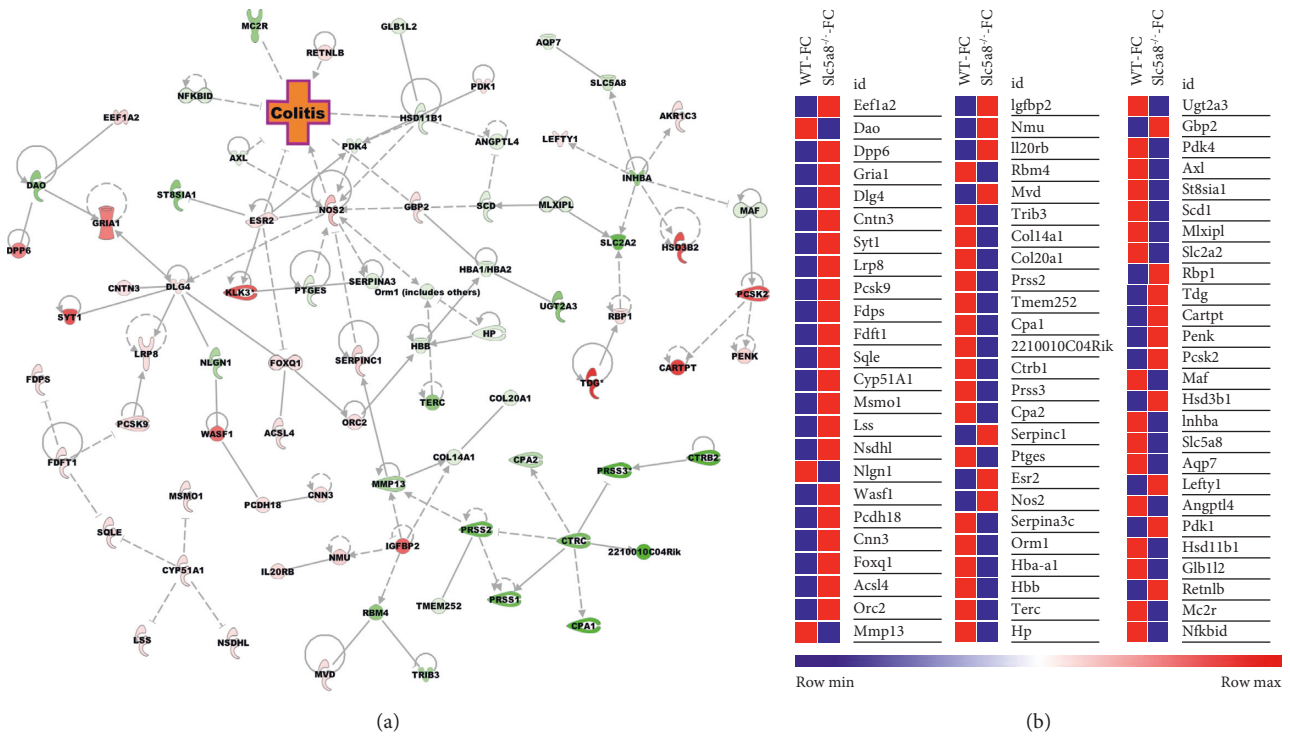 MC2R
GLB1L2
RETNLB
AQP7
NFKBID
Colitis
PDK1
SLC5A8
EEF1A2
HSD11B1
AKR1C3
PDK4
ANGPTL4
LEFTY1
AXL
DAO
ST8SIA1
INHBA
GRIA1
ESR2
NOS2
GBP2
SCD
MLXIPL
MAF
DPP6
SLC2A2
HSD3B2
CNTN3
DLG4
KLK3*
PTGES
SERPINA3
HBA1/HBA2
Orm1 (includes others)
UGT2A3
PCSK2
SYT1
RBP1
LRP8
NLGN1
FOXO1
SERPINC1
HBB
HP
PENK
CARTPT
TDG*
FDPS
TERC
COL20A1
PCSK9
WASF1
ACSL4
ORC2
FDFT1
COL14A1
CPA2
PRSS3*
CTRB2
MSMO1
PCDH18
CNN3
MMP13
SQLE
PRSS2
CTRC
2210010C04Rik
IGFBP2
NMU
IL20RB
CYP51A1
TMEM252
PRSS1
RBM4
CPA1
LSS
NSDHL
MVD
TRIB3
(a)
WT-FC
Slc5a8-/--FC
id
Eef1a2
Dao
Dpp6
Gria1
Dlg4
Cntn3
Syt1
Lrp8
Pcsk9
Fdps
Fdft1
Sqle
Cyp51A1
Msmo1
Lss
Nsdhl
Nlgn1
Wasf1
Pcdh18
Cnn3
Foxq1
Acsl4
Orc2
Mmp13
WT-FC
Slc5a8-/--FC
id
lgfbp2
Nmu
Il20rb
Rbm4
Mvd
Trib3
Col14a1
Col20a1
Prss2
Tmem252
Cpa1
2210010C04Rik
Ctrb1
Prss3
Cpa2
Serpinc1
Ptges
Esr2
Nos2
Serpina3c
Orm1
Hba-a1
Hbb
Terc
Hp
WT-FC
Slc5a8-/--FC
id
Ugt2a3
Gbp2
Pdk4
Axl
St8sia1
Scd1
Mlxipl
Slc2a2
Rbp1
Tdg
Cartpt
Penk
Pcsk2
Maf
Hsd3b1
Inhba
Slc5a8
Aqp7
Lefty1
Angptl4
Pdk1
Hsd11b1
Glb1l2
Retnlb
Mc2r
Nfkbid
Row min
Row max
(b)